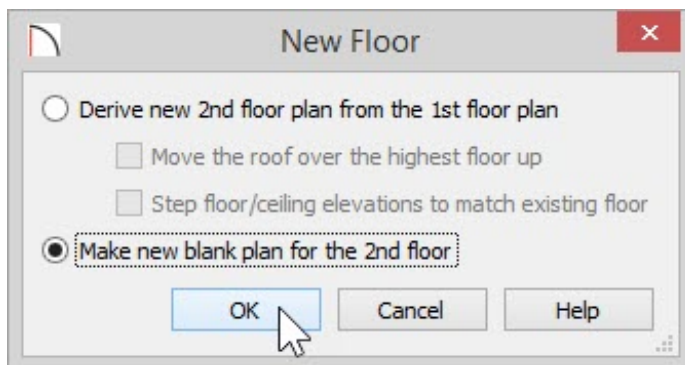 New Floor
Derive new 2nd floor plan from the 1st floor plan
Move the roof over the highest floor up
Step floor/ceiling elevations to match existing floor
Make new blank plan for the 2nd floor
OK Cancel Help